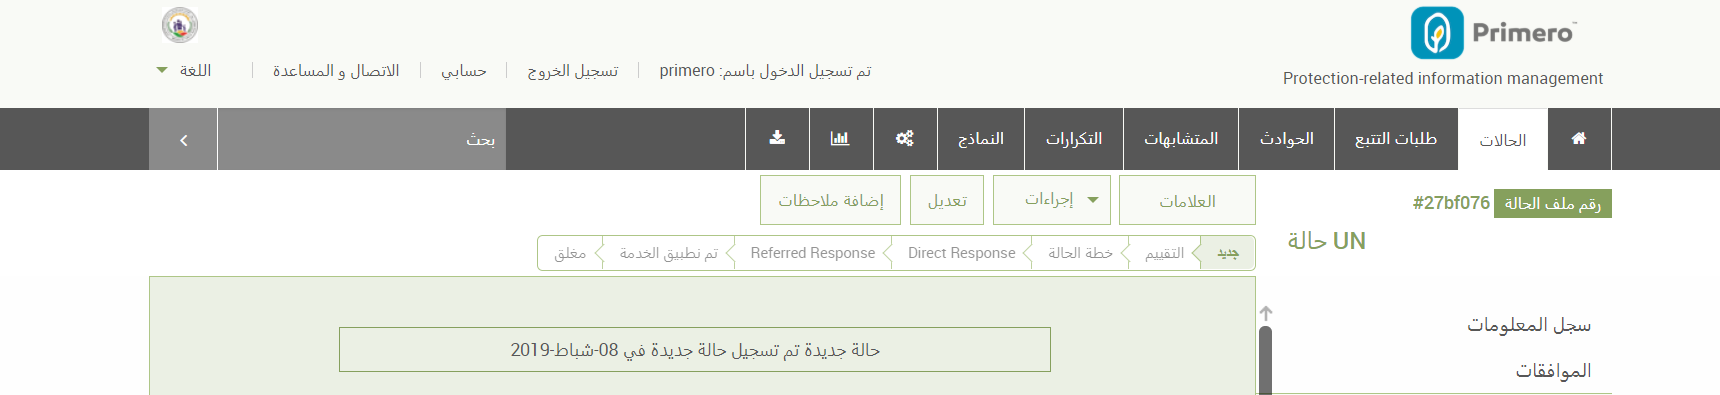 Primero™
Protection-related information management
تم تسجيل الدخول باسم: primero
تسجيل الخروج
حسابي
الاتصال و المساعدة
اللغة
الحالات
طلبات التتبع
الحوادث
المتشابهات
التكرارات
النماذج
بحث
رقم ملف الحالة #27bf076
حالة UN
العلامات
إجراءات
تعديل
إضافة ملاحظات
جديد
التقييم
خطة الحالة
Direct Response
Referred Response
تم نطبيق الخدمة
مغلق
سجل المعلومات
الموافقات
حالة جديدة تم تسجيل حالة جديدة في 08-شباط-2019